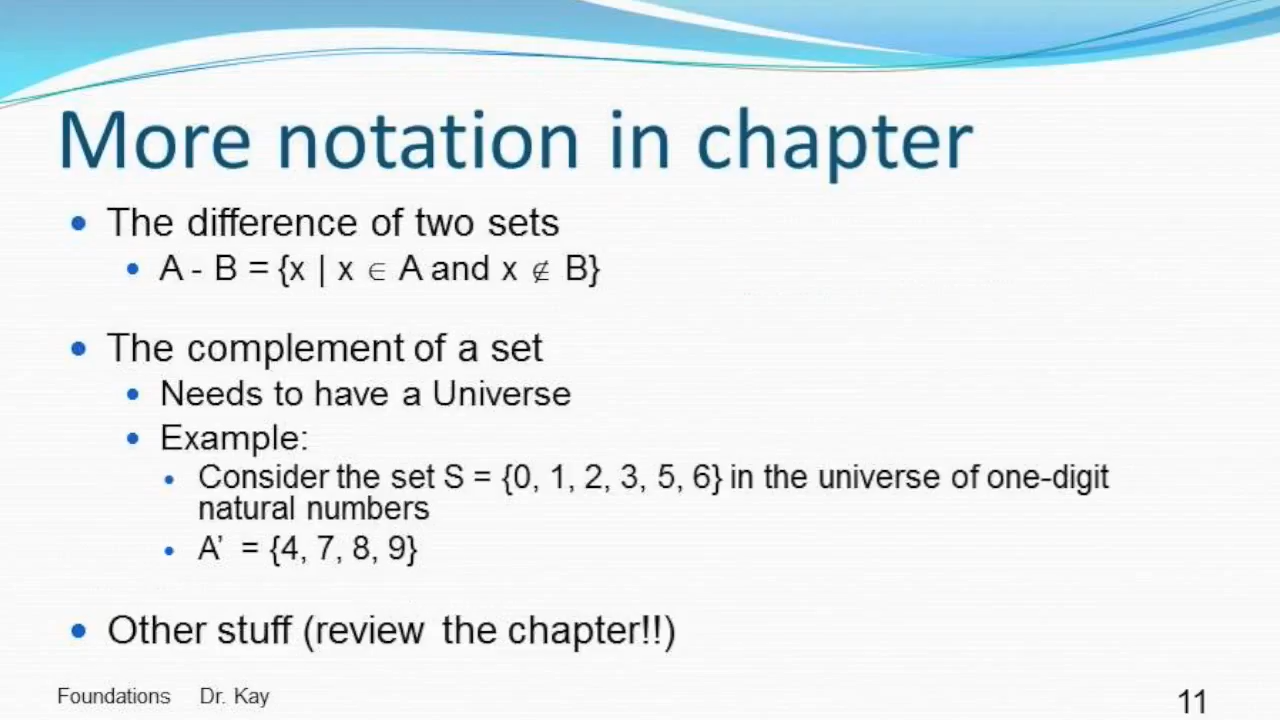 More notation in chapter
• The difference of two sets
• A - B = {x | x ∈ A and x ∉ B}
• The complement of a set
• Needs to have a Universe
• Example:
• Consider the set S = {0, 1, 2, 3, 5, 6} in the universe of one-digit
natural numbers
• A’ = {4, 7, 8, 9}
• Other stuff (review the chapter!!)
Foundations Dr. Kay
11